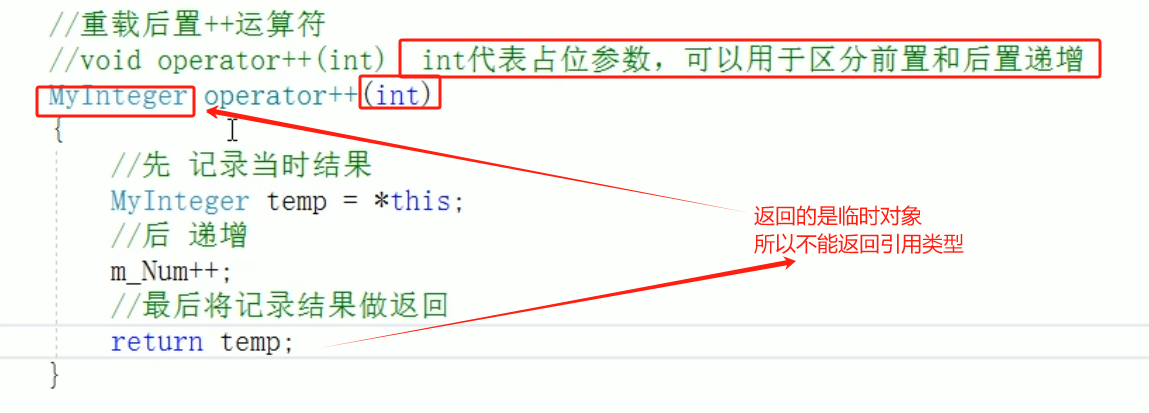 //重载后置++运算符
//void operator++(int) int代表占位参数，可以用于区分前置和后置递增
MyInteger operator++(int)
{
//先 记录当时结果
MyInteger temp = *this;
//后 递增
m_Num++;
//最后将记录结果做返回
return temp;
}
返回的是临时对象
所以不能返回引用类型